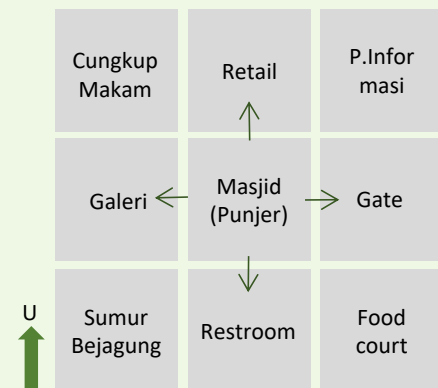 Cungkup
Makam
Retail
P.Infor
masi
Galeri
Masjid
(Punjer)
Gate
U
Sumur
Bejagung
Restroom
Food
court